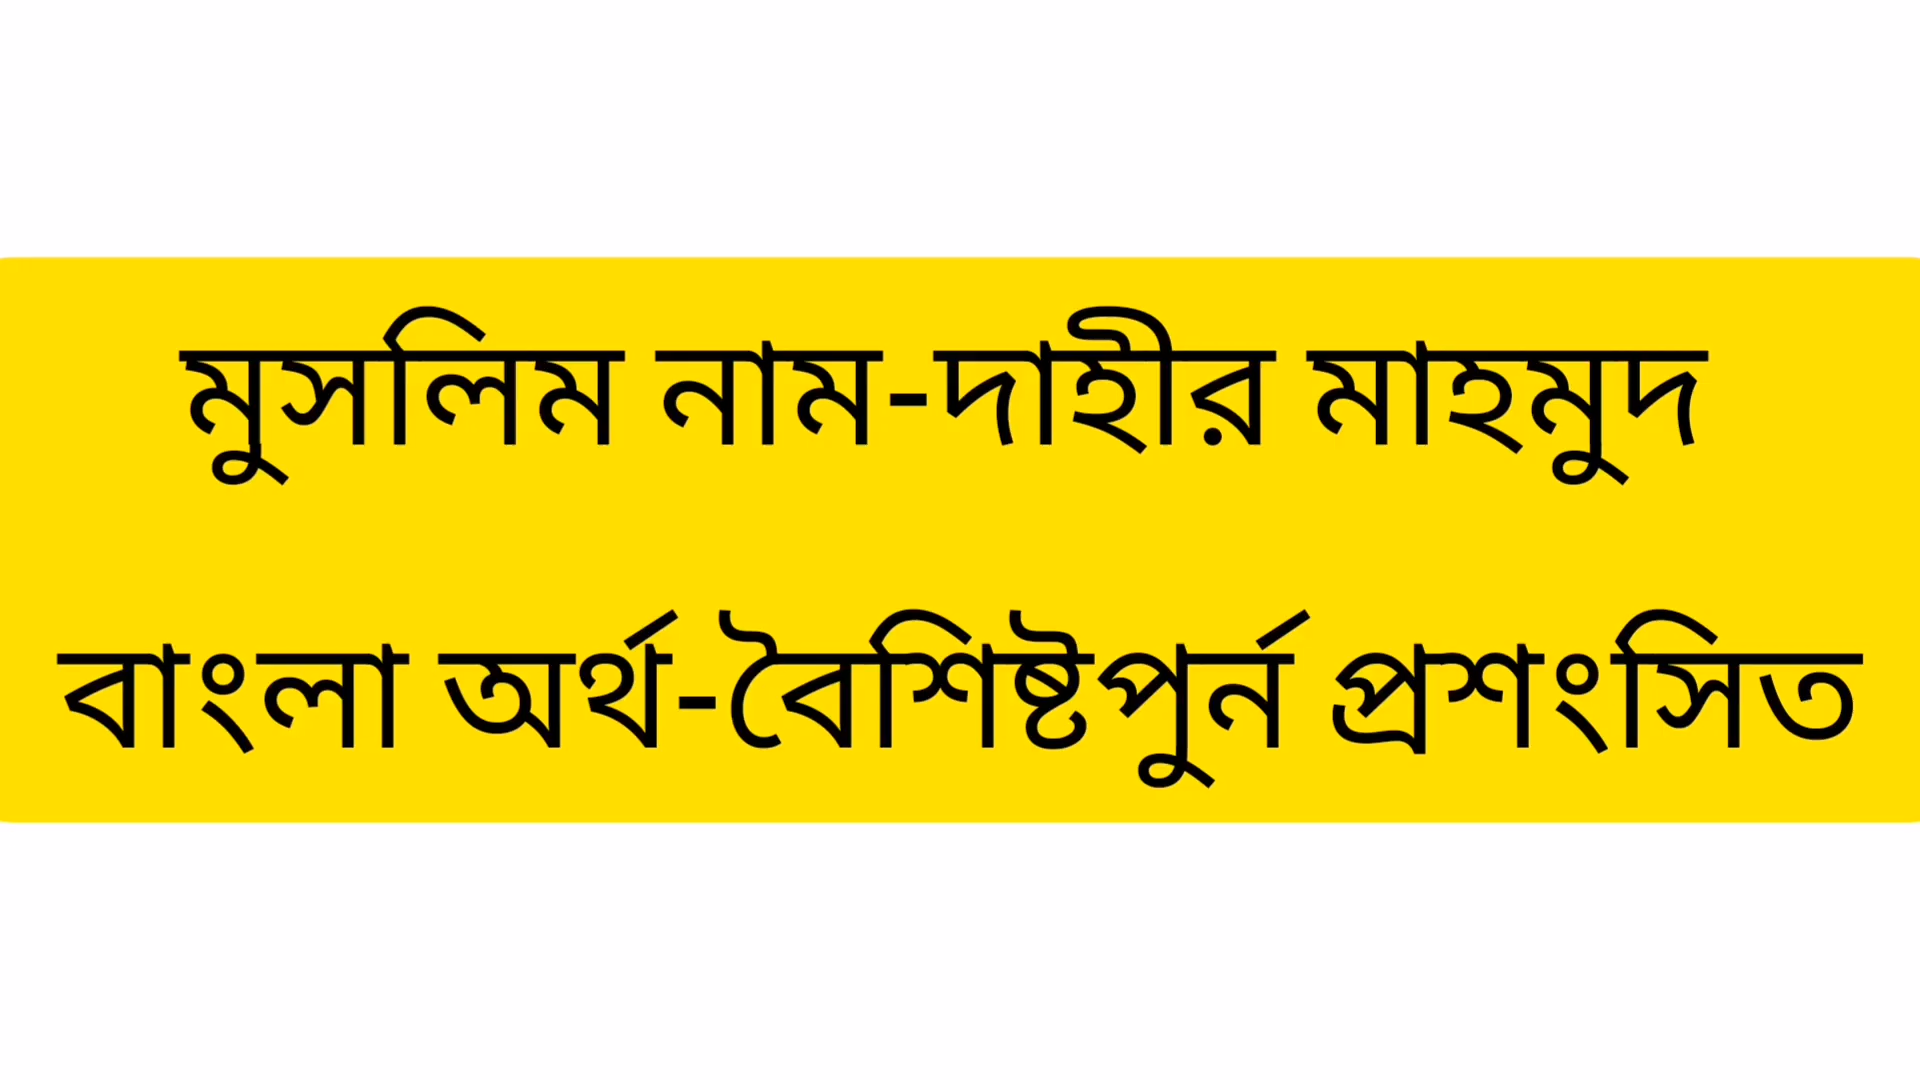 মুসলিম নাম-দাহীর মাহমুদ
বাংলা অর্থ-বৈশিষ্টপুর্ন প্রশংসিত